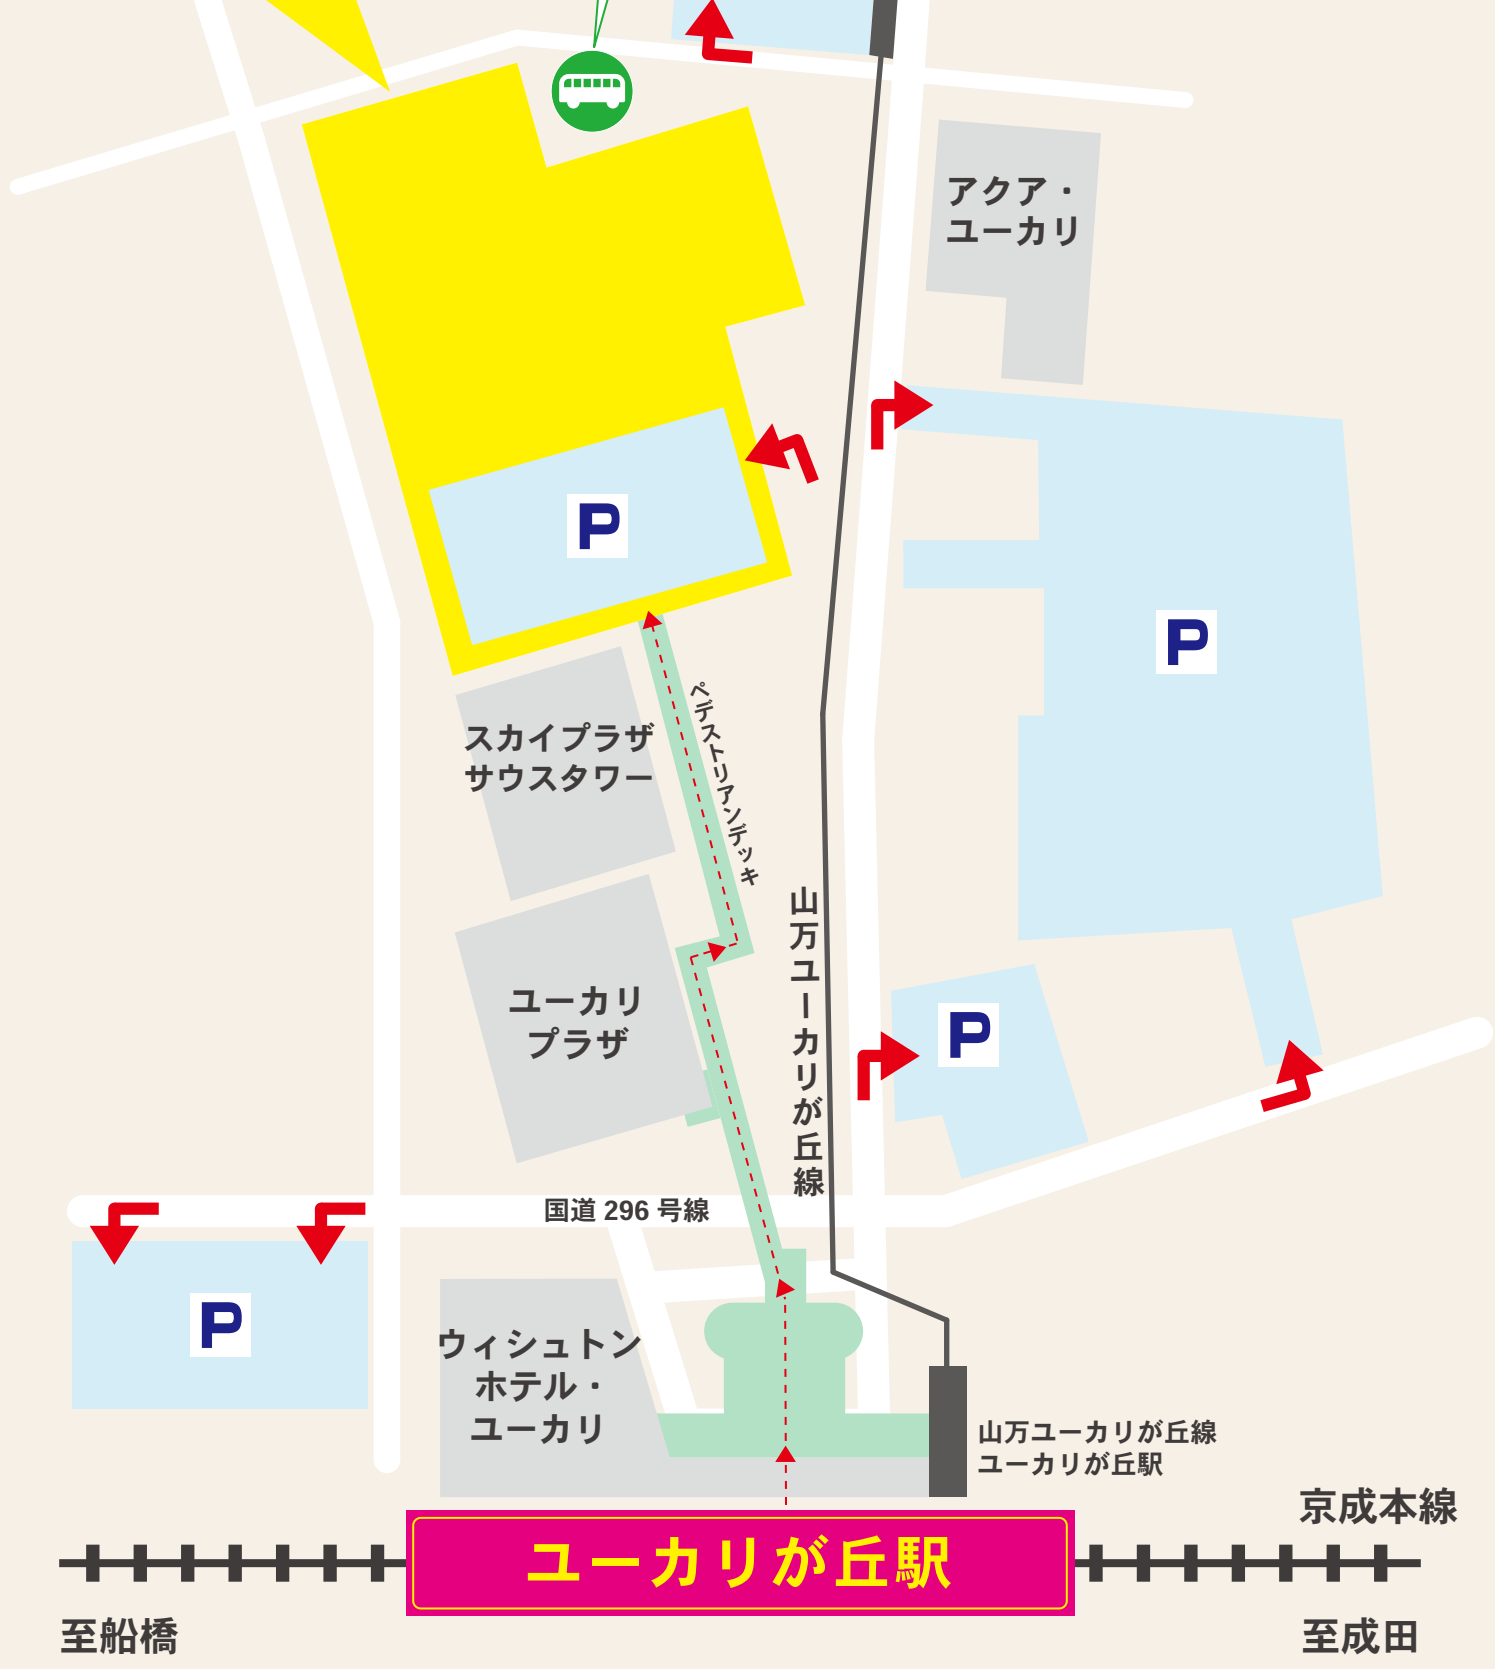 アクア・
ユーカリ
P
P
スカイプラザ
サウスタワー
ペデストリアンデッキ
山万ユーカリが丘線
ユーカリ
プラザ
P
国道 296 号線
P
ウィシュトン
ホテル・
ユーカリ
山万ユーカリが丘線
ユーカリが丘駅
京成本線
ユーカリが丘駅
至船橋
至成田